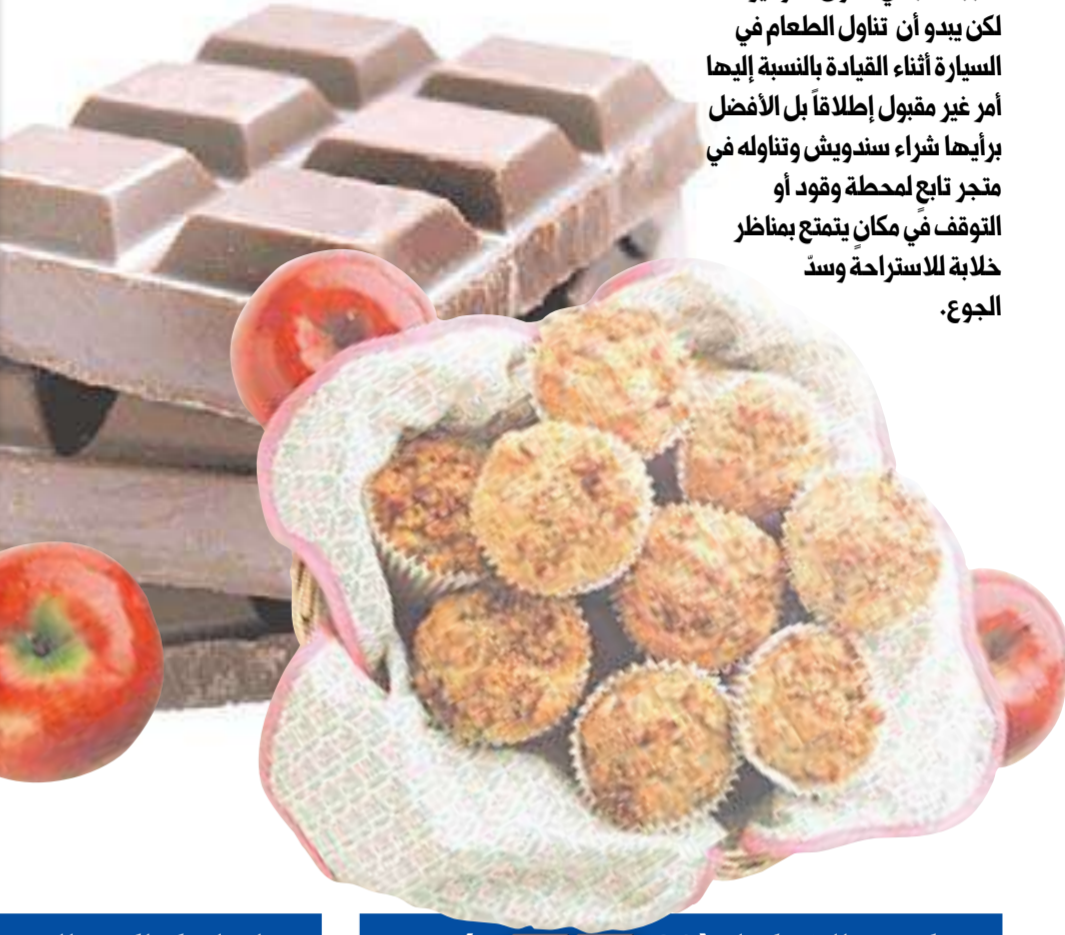 لكن يبدو أن تناول الطعام في
السيارة أثناء القيادة بالنسبة إليها
أمر غير مقبول إطلاقاً بل الأفضل
برأيها شراء سندويش وتناوله في
متجر تابعٍ لمحطة وقود أو
التوقف في مكانٍ يتمتع بمناظر
خلابة للاستراحة وسدّ
الجوع.